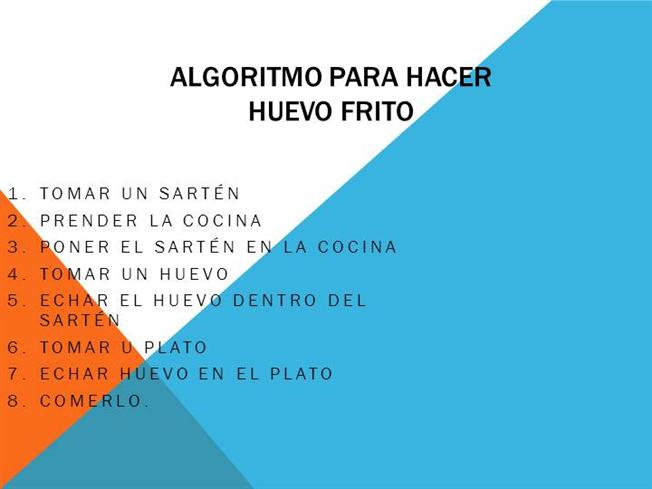 ALGORITMO PARA HACER
HUEVO FRITO
1. TOMAR UN SARTÉN
2. PRENDER LA COCINA
3. PONER EL SARTÉN EN LA COCINA
4. TOMAR UN HUEVO
5. ECHAR EL HUEVO DENTRO DEL
SARTÉN
6. TOMAR U PLATO
7. ECHAR HUEVO EN EL PLATO
8. COMERLO.